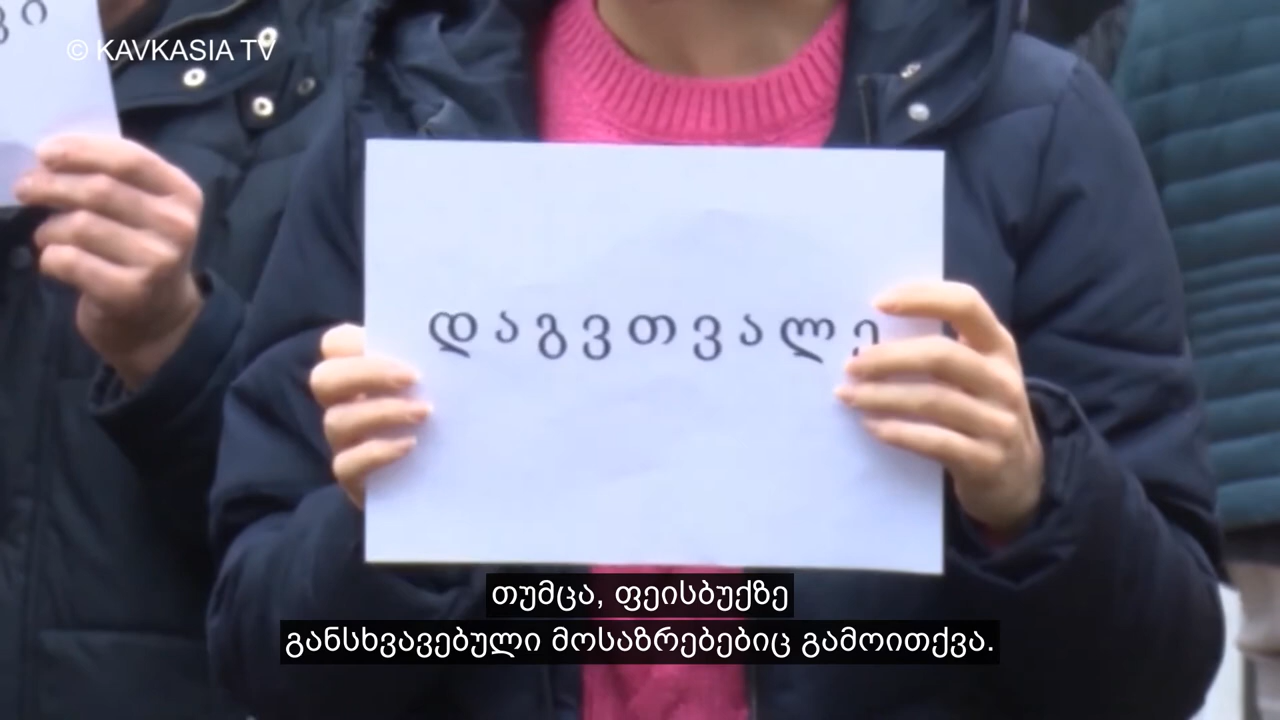 © KAVKASIA TV
დაგვთვალე
თუმცა, ფეისბუქზე
განსხვავებული მოსაზრებებიც გამოითქვა.